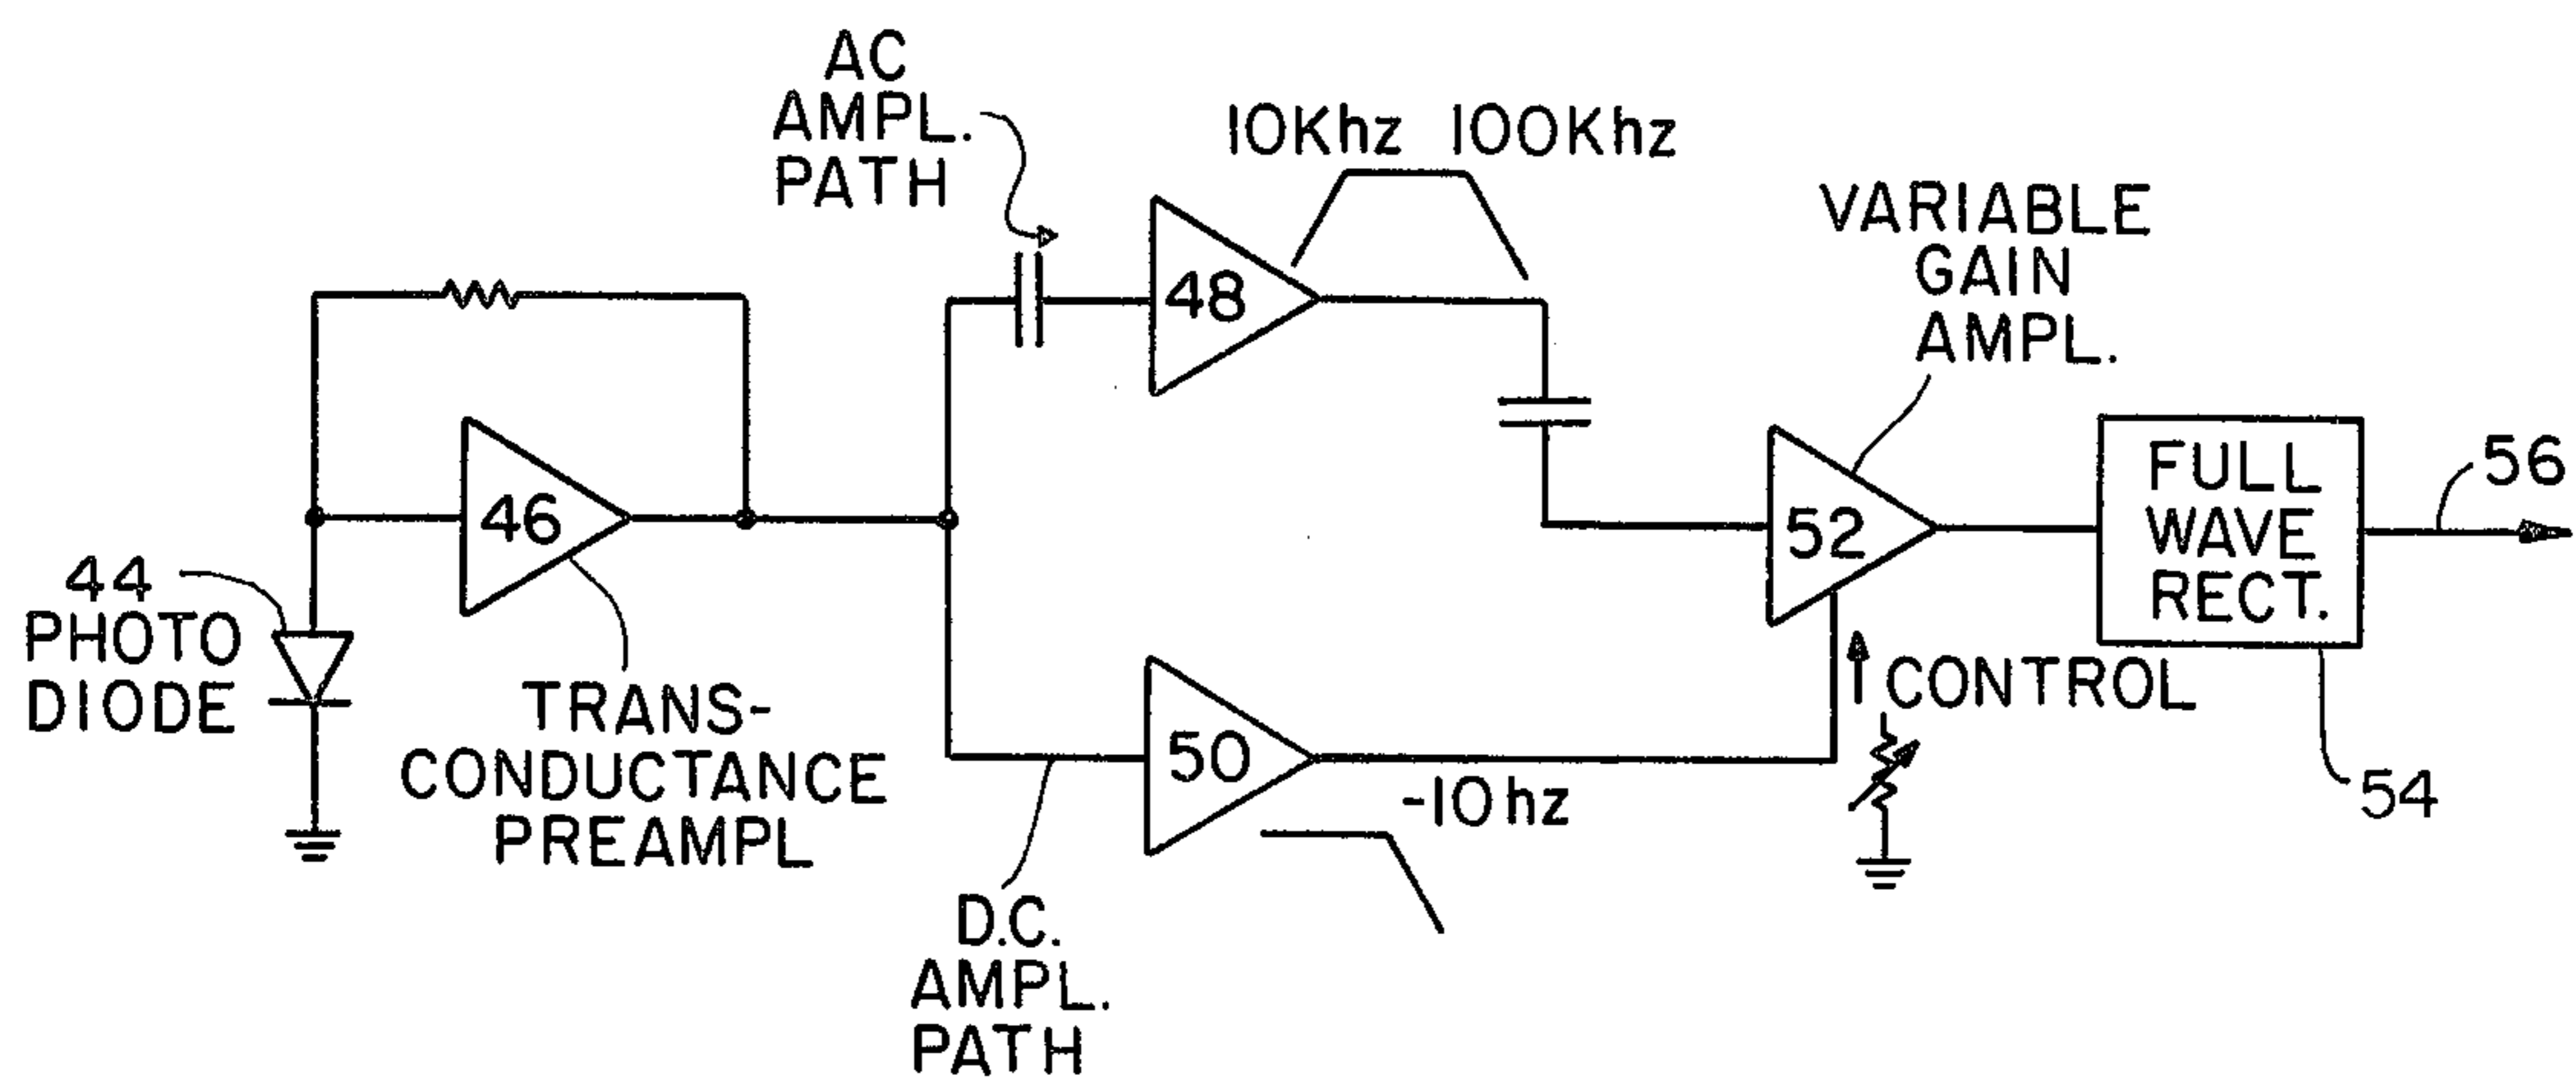 AC
AMPL.
PATH
10Khz 100Khz
VARIABLE
GAIN
AMPL.
48
46
52
FULL
WAVE
RECT.
56
44
PHOTO
DIODE
TRANS-
CONDUCTANCE
PREAMPL
50
-10hz
CONTROL
54
D.C.
AMPL.
PATH